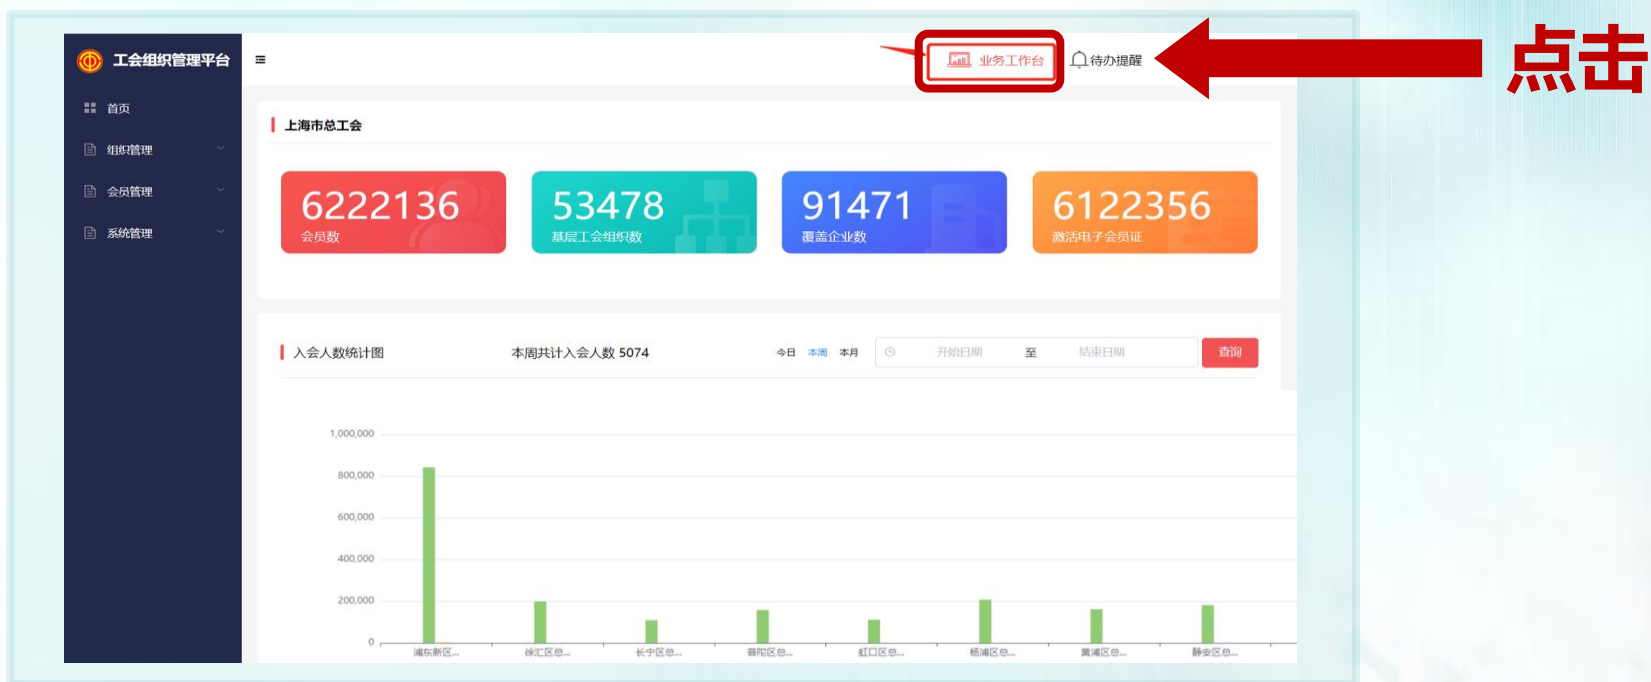 工会组织管理平台
业务工作台
待办提醒
点击
首页
组织管理
会员管理
系统管理
上海市总工会
6222136
会员数
53478
基层工会组织数
91471
覆盖企业数
6122356
激活电子会员证
入会人数统计图
本周共计入会人数 5074
今日 本周 本月
开始日期 至 结束日期
查询
1,000,000
800,000
600,000
400,000
200,000
0
浦东新区...
徐汇区总...
长宁区总...
普陀区总...
虹口区总...
杨浦区总...
黄浦区总...
静安区总...